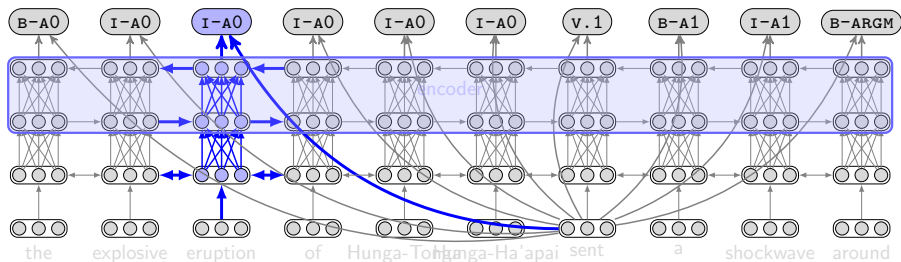 B-A0 I-A0 I-A0 I-A0 I-A0 I-A0 V.1 B-A1 I-A1 B-ARGM
encoder
the explosive eruption of Hunga-Tonga Hunga-Ha'apai sent a shockwave around